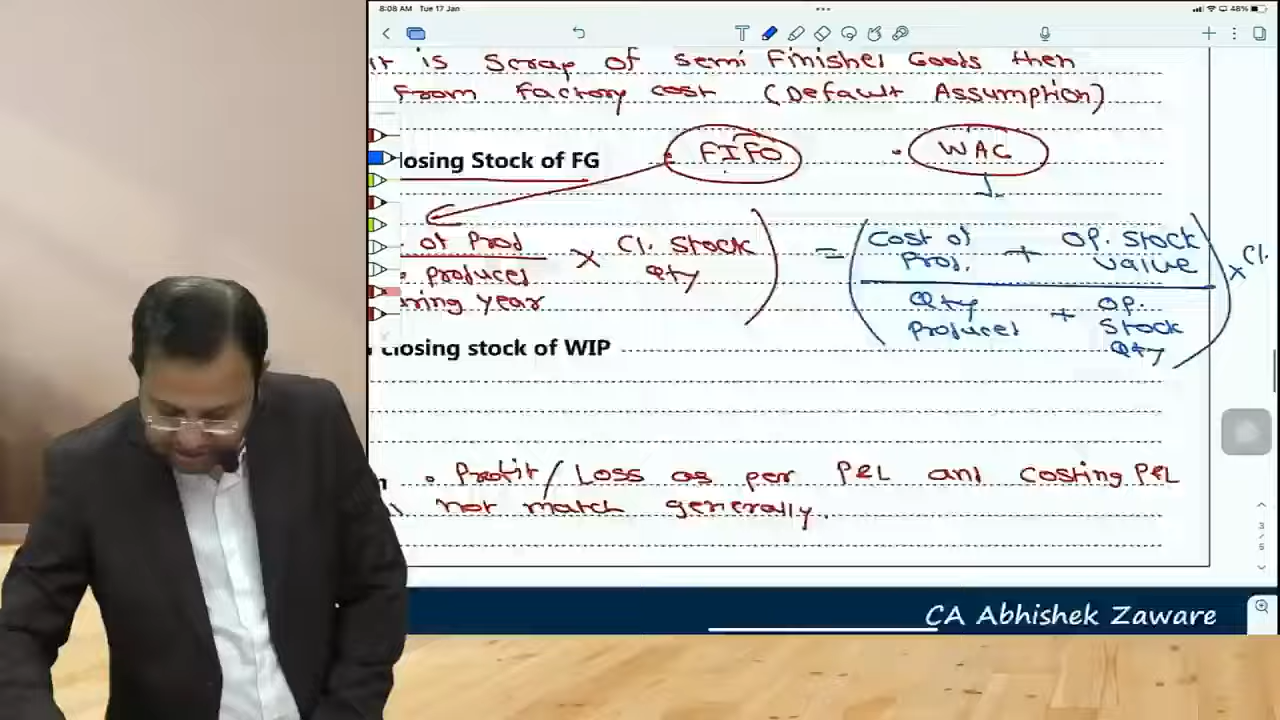 8:08 AM Tue 17 Jan
48%
it is scrap of semi Finished Goods then
From factory cost (Default Assumption)
losing Stock of FG
FIFO
• WAC
of Prod
× Cl. Stock Qty
produced
ring year
= (Cost of Prod. + Op. Stock value) × Cl.
Qty Produced + Op. Stock Qty
closing stock of WIP
• Profit / Loss as per P&L and Costing P&L
not match generally.
3
5
CA Abhishek Zaware